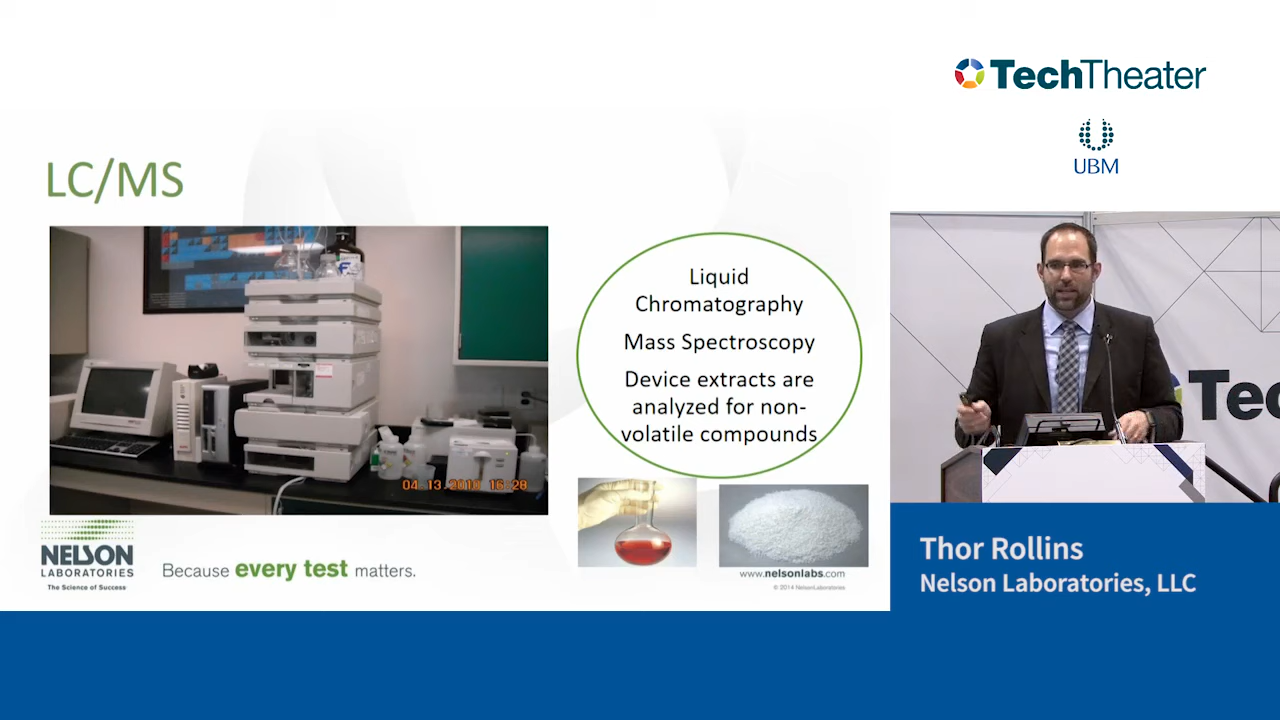 TechTheater
UBM
LC/MS
Liquid
Chromatography
Mass Spectroscopy
Device extracts are
analyzed for non-
volatile compounds
04.13.2010 16:28
NELSON
LABORATORIES
The Science of Success
Because every test matters.
www.nelsonlabs.com
© 2014 NelsonLaboratories
Tec
Thor Rollins
Nelson Laboratories, LLC